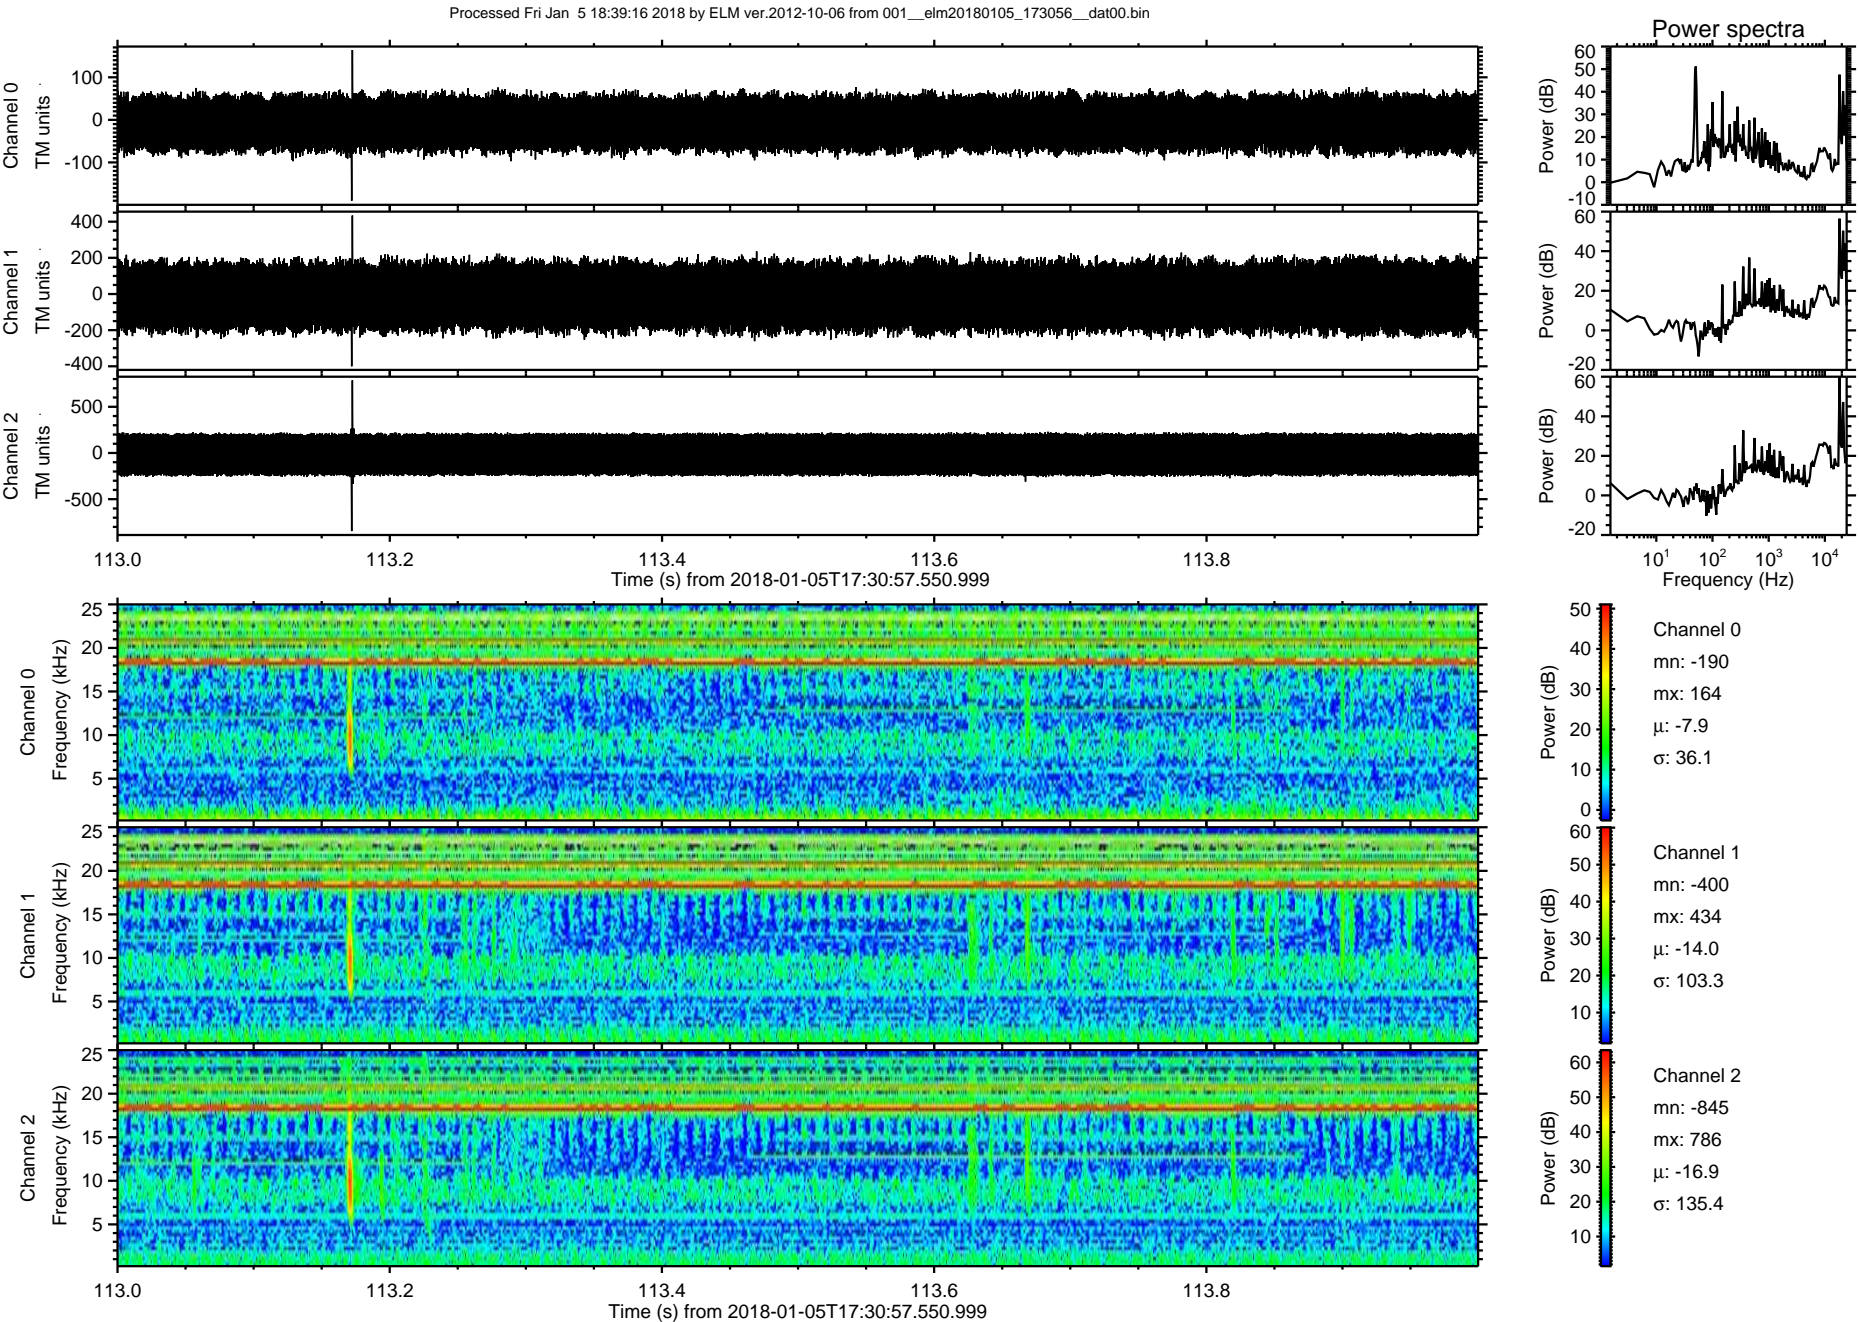 Processed Fri Jan  5 18:39:16 2018 by ELM ver.2012-10-06 from 001__elm20180105_173056__dat00.bin
Power spectra
Channel 0
TM units
100
0
-100
Power (dB)
60
50
40
30
20
10
0
-10
Channel 1
TM units
400
200
0
-200
-400
Power (dB)
60
40
20
0
-20
Channel 2
TM units
500
0
-500
Power (dB)
60
40
20
0
-20
113.0 113.2 113.4 113.6 113.8
Time (s) from 2018-01-05T17:30:57.550.999
10¹ 10² 10³ 10⁴
Frequency (Hz)
Channel 0
Frequency (kHz)
25
20
15
10
5
Power (dB)
50
40
30
20
10
0
Channel 0
mn: -190
mx: 164
μ: -7.9
σ: 36.1
Channel 1
Frequency (kHz)
25
20
15
10
5
Power (dB)
60
50
40
30
20
10
Channel 1
mn: -400
mx: 434
μ: -14.0
σ: 103.3
Channel 2
Frequency (kHz)
25
20
15
10
5
Power (dB)
60
50
40
30
20
10
Channel 2
mn: -845
mx: 786
μ: -16.9
σ: 135.4
113.0 113.2 113.4 113.6 113.8
Time (s) from 2018-01-05T17:30:57.550.999